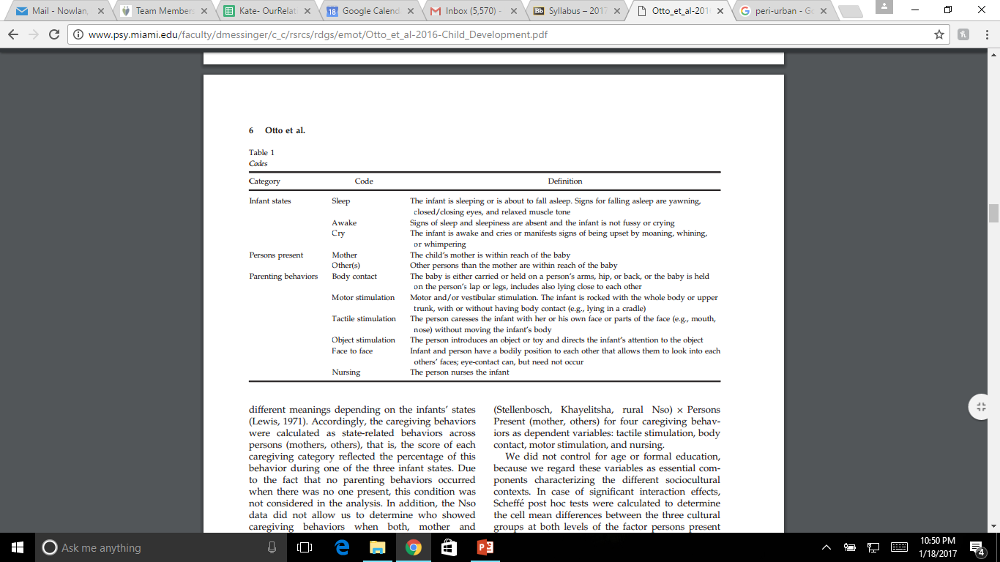 Mail - Nowlan,
Team Members
Kate- OurRelat
18 Google Calend
Inbox (5,570) -
Bb Syllabus – 2017
Otto_et_al-201
peri-urban - Go
www.psy.miami.edu/faculty/dmessinger/c_c/rsrcs/rdgs/emot/Otto_et_al-2016-Child_Development.pdf
6 Otto et al.
Table 1
Codes
Category Code Definition
Infant states Sleep The infant is sleeping or is about to fall asleep. Signs for falling asleep are yawning,
closed/closing eyes, and relaxed muscle tone
Awake Signs of sleep and sleepiness are absent and the infant is not fussy or crying
Cry The infant is awake and cries or manifests signs of being upset by moaning, whining,
or whimpering
Persons present Mother The child's mother is within reach of the baby
Other(s) Other persons than the mother are within reach of the baby
Parenting behaviors Body contact The baby is either carried or held on a person's arms, hip, or back, or the baby is held
on the person's lap or legs, includes also lying close to each other
Motor stimulation Motor and/or vestibular stimulation. The infant is rocked with the whole body or upper
trunk, with or without having body contact (e.g., lying in a cradle)
Tactile stimulation The person caresses the infant with her or his own face or parts of the face (e.g., mouth,
nose) without moving the infant's body
Object stimulation The person introduces an object or toy and directs the infant's attention to the object
Face to face Infant and person have a bodily position to each other that allows them to look into each
others' faces; eye-contact can, but need not occur
Nursing The person nurses the infant
different meanings depending on the infants' states
(Lewis, 1971). Accordingly, the caregiving behaviors
were calculated as state-related behaviors across
persons (mothers, others), that is, the score of each
caregiving category reflected the percentage of this
behavior during one of the three infant states. Due
to the fact that no parenting behaviors occurred
when there was no one present, this condition was
not considered in the analysis. In addition, the Nso
data did not allow us to determine who showed
caregiving behaviors when both, mother and
(Stellenbosch, Khayelitsha, rural Nso) × Persons
Present (mother, others) for four caregiving behav-
iors as dependent variables: tactile stimulation, body
contact, motor stimulation, and nursing.
We did not control for age or formal education,
because we regard these variables as essential com-
ponents characterizing the different sociocultural
contexts. In case of significant interaction effects,
Scheffé post hoc tests were calculated to determine
the cell mean differences between the three cultural
groups at both levels of the factor persons present
Ask me anything
10:50 PM
1/18/2017
4